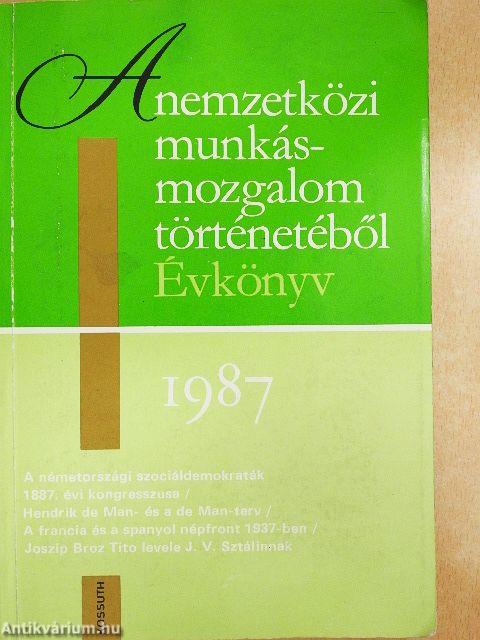 A nemzetközi
munkás-
mozgalom
történetéből
Évkönyv
1987
A németországi szociáldemokraták
1887. évi kongresszusa /
Hendrik de Man- és a de Man-terv /
A francia és a spanyol népfront 1937-ben /
Joszip Broz Tito levele J. V. Sztálinnak
KOSSUTH
Antikvárium.hu